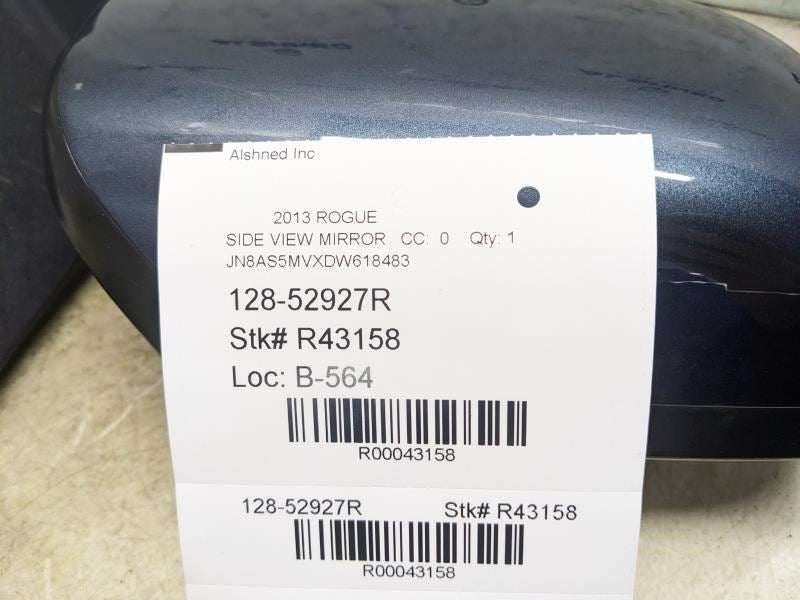 Alshned Inc
2013 ROGUE
SIDE VIEW MIRROR CC: 0 Qty: 1
JN8AS5MVXDW618483
128-52927R
Stk# R43158
Loc: B-564
R00043158
128-52927R Stk# R43158
R00043158